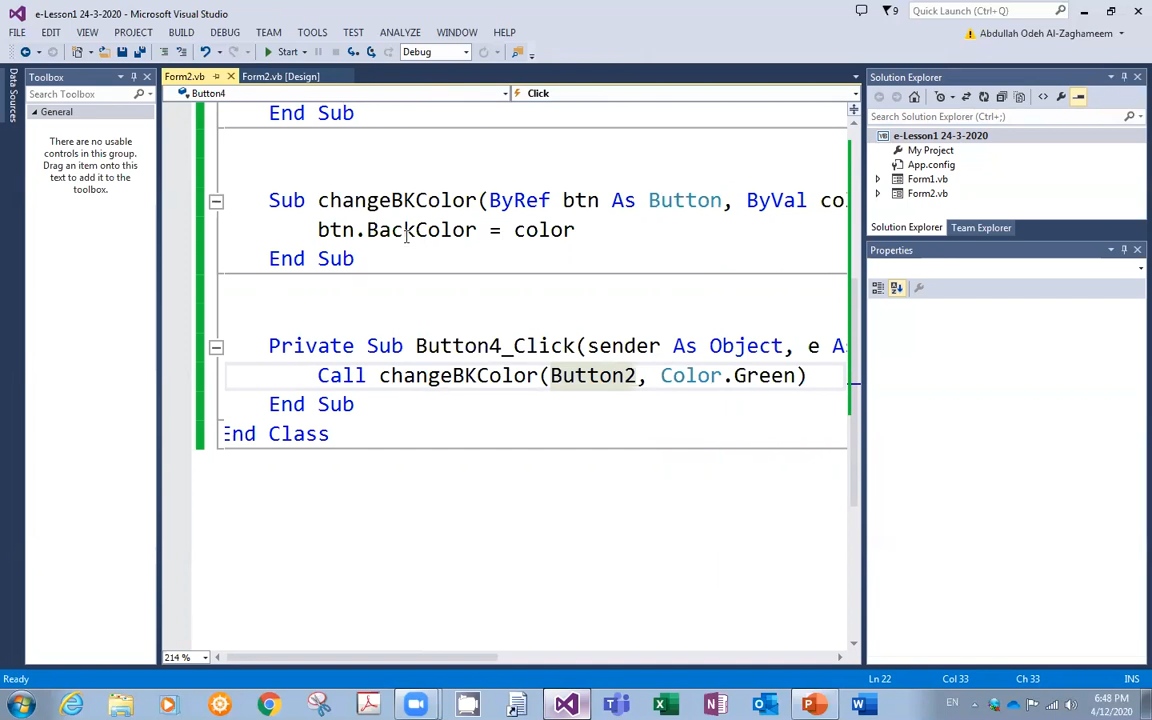 e-Lesson1 24-3-2020 - Microsoft Visual Studio
9
Quick Launch (Ctrl+Q)
FILE EDIT VIEW PROJECT BUILD DEBUG TEAM TOOLS TEST ANALYZE WINDOW HELP
Abdullah Odeh Al-Zaghameem
Start
Debug
Data Sources
Toolbox
Search Toolbox
General
There are no usable
controls in this group.
Drag an item onto this
text to add it to the
toolbox.
Form2.vb
Form2.vb [Design]
Button4
Click
End Sub
Sub changeBKColor(ByRef btn As Button, ByVal co
btn.BackColor = color
End Sub
Private Sub Button4_Click(sender As Object, e As
Call changeBKColor(Button2, Color.Green)
End Sub
End Class
214 %
Solution Explorer
Search Solution Explorer (Ctrl+;)
e-Lesson1 24-3-2020
My Project
App.config
Form1.vb
Form2.vb
Solution Explorer
Team Explorer
Properties
Ready
Ln 22
Col 33
Ch 33
INS
EN
6:48 PM
4/12/2020